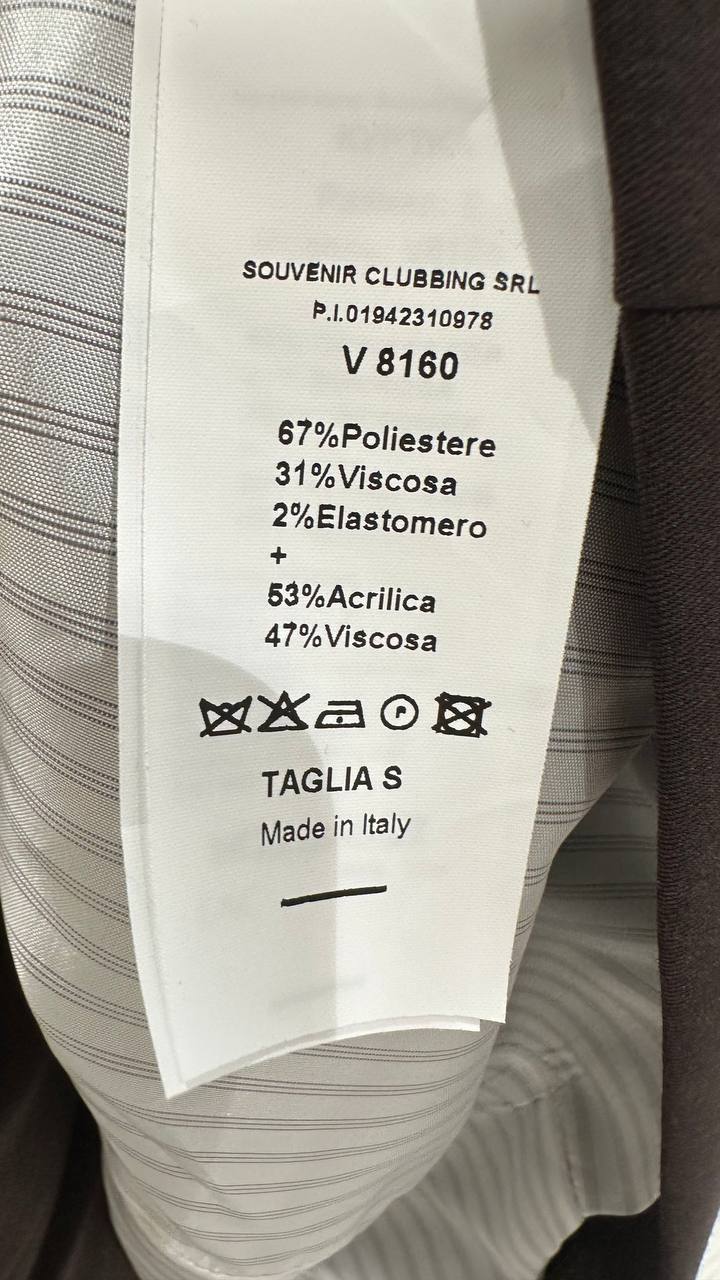 SOUVENIR CLUBBING SRL
P.I.01942310978
V 8160
67%Poliestere
31%Viscosa
2%Elastomero
+
53%Acrilica
47%Viscosa
P
TAGLIA S
Made in Italy